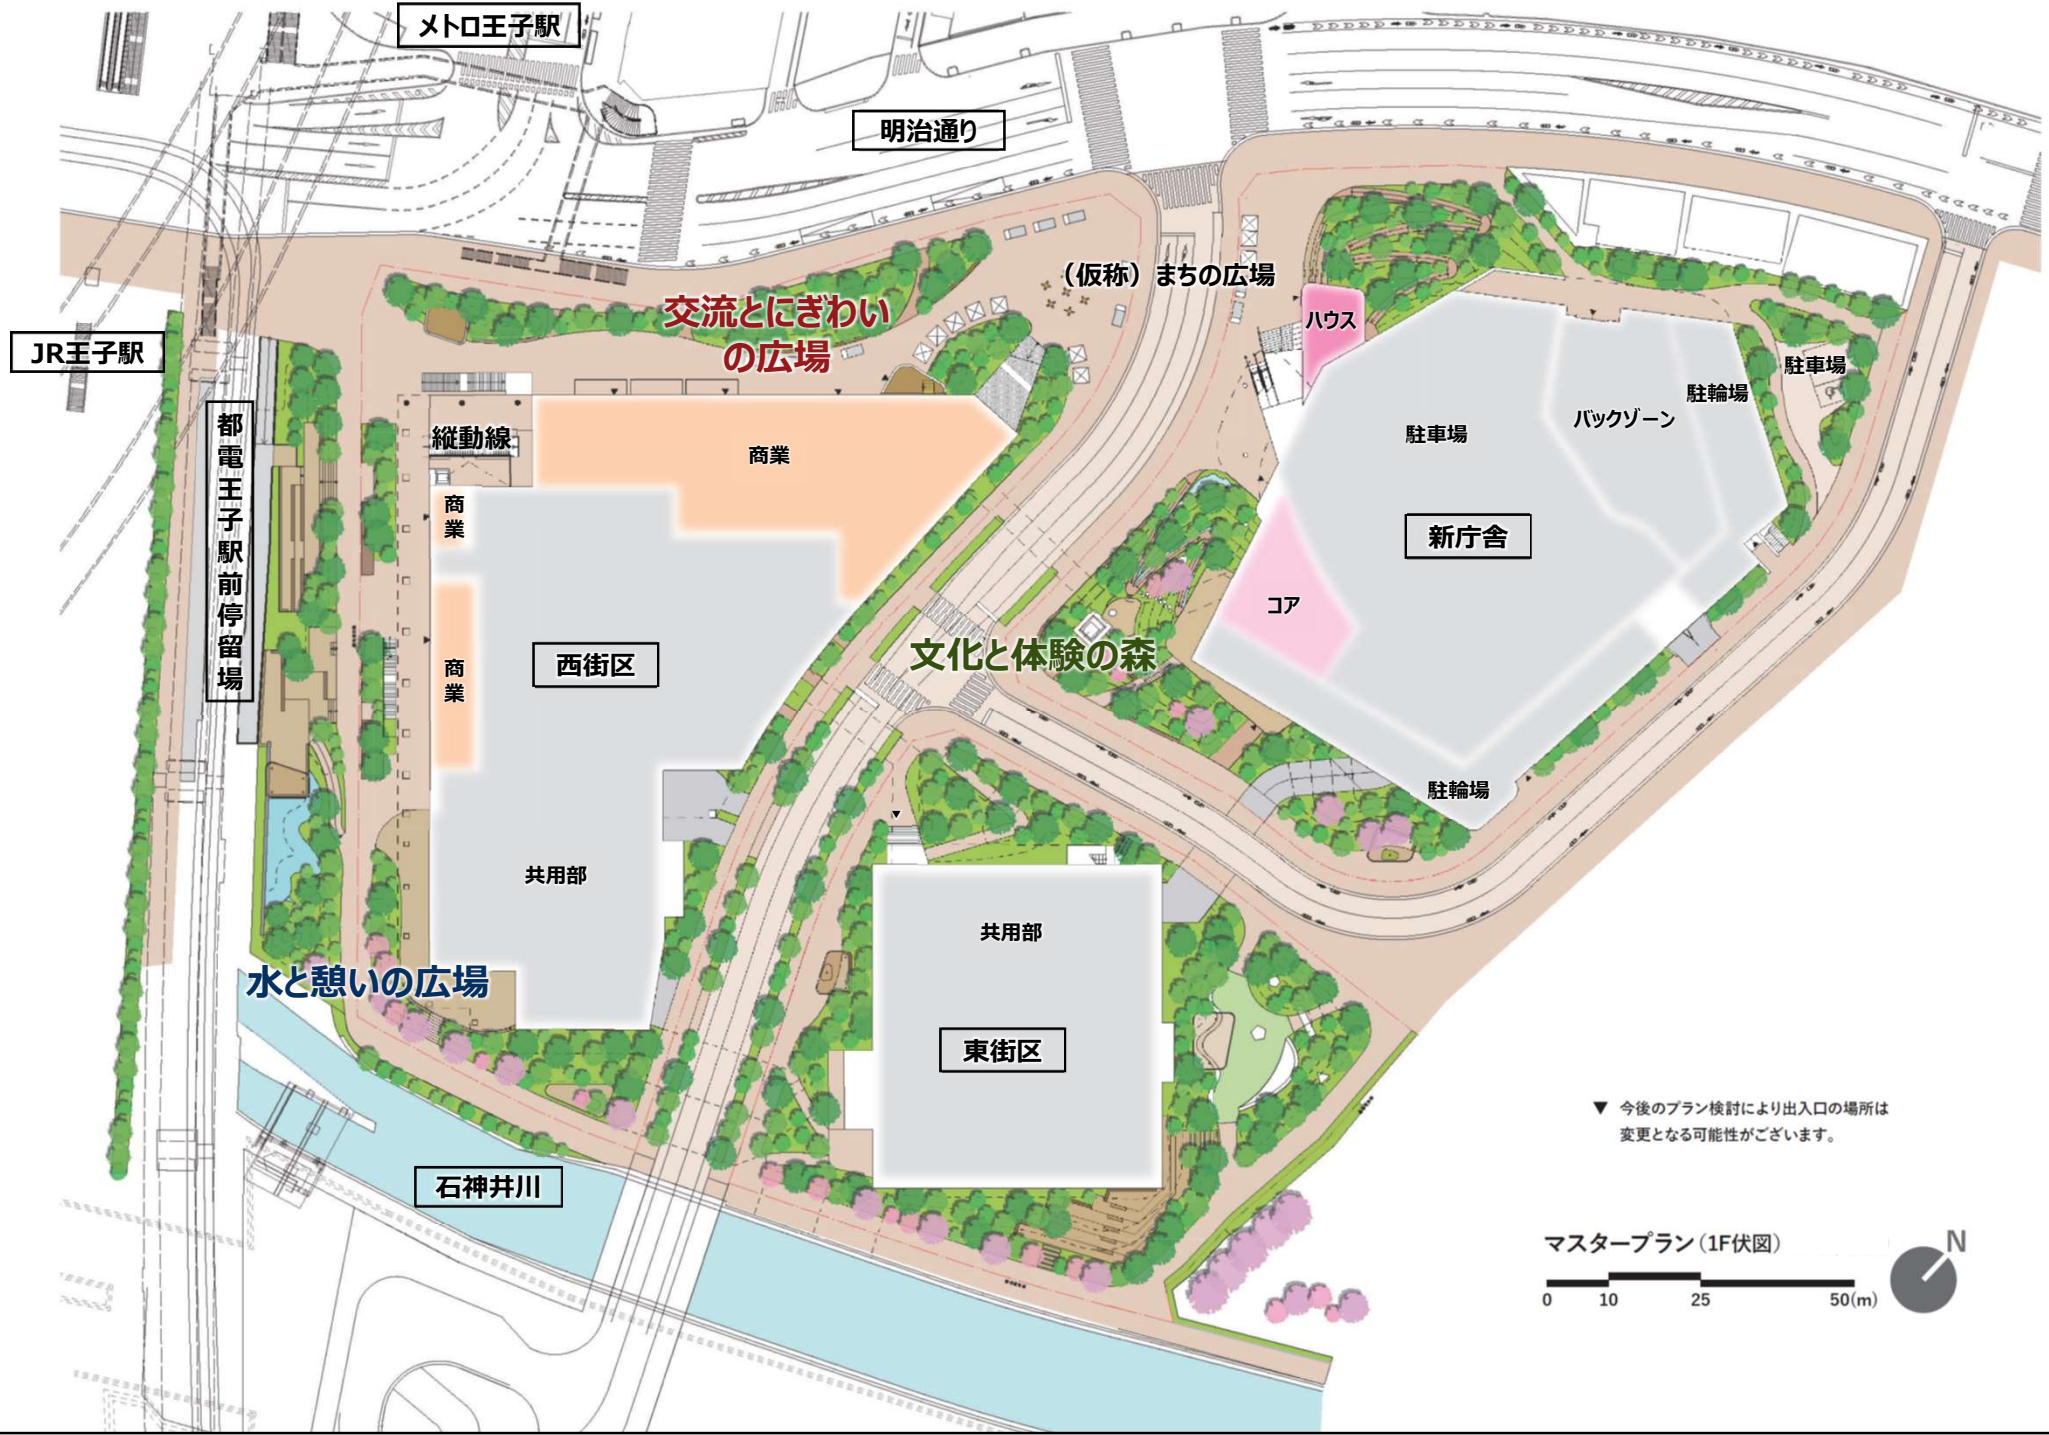 メトロ王子駅
明治通り
（仮称）まちの広場
交流とにぎわい
の広場
ハウス
JR王子駅
駐車場
駐輪場
バックゾーン
駐車場
都電王子駅前停留場
縦動線
商業
商業
新庁舎
コア
文化と体験の森
西街区
商業
駐輪場
共用部
共用部
水と憩いの広場
東街区
▼ 今後のプラン検討により出入口の場所は
変更となる可能性がございます。
石神井川
マスタープラン（1F伏図）
N
0 10 25 50(m)